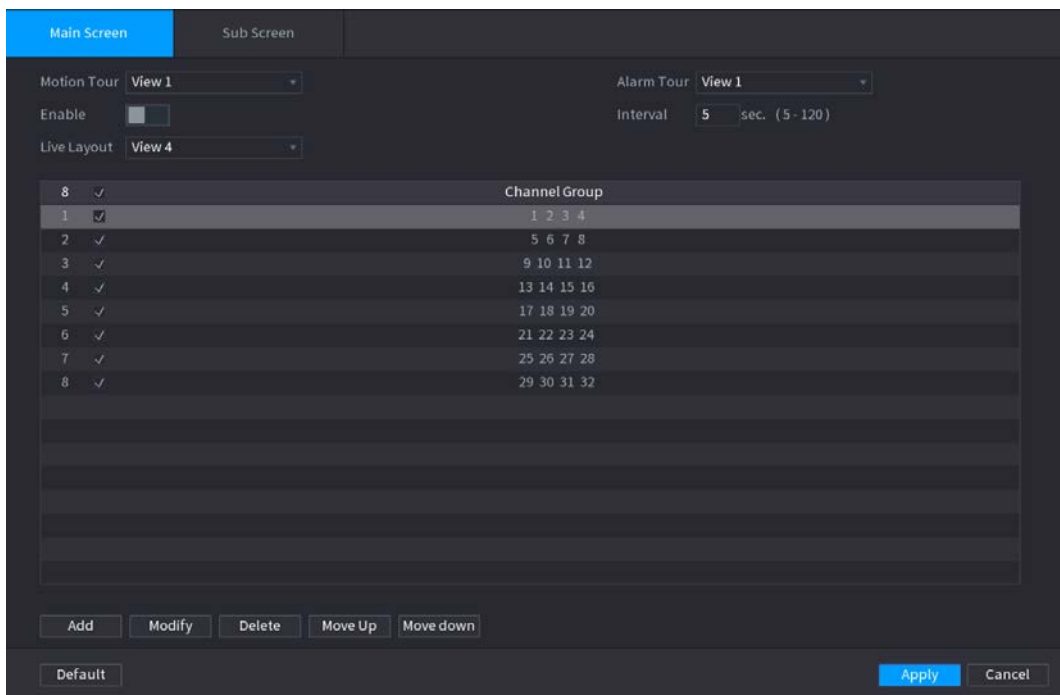 Main Screen Sub Screen
Motion Tour View 1 Alarm Tour View 1
Enable Interval 5 sec. (5-120)
Live Layout View 4
8 Channel Group
1 1 2 3 4
2 5 6 7 8
3 9 10 11 12
4 13 14 15 16
5 17 18 19 20
6 21 22 23 24
7 25 26 27 28
8 29 30 31 32
Add Modify Delete Move Up Move down
Default Apply Cancel